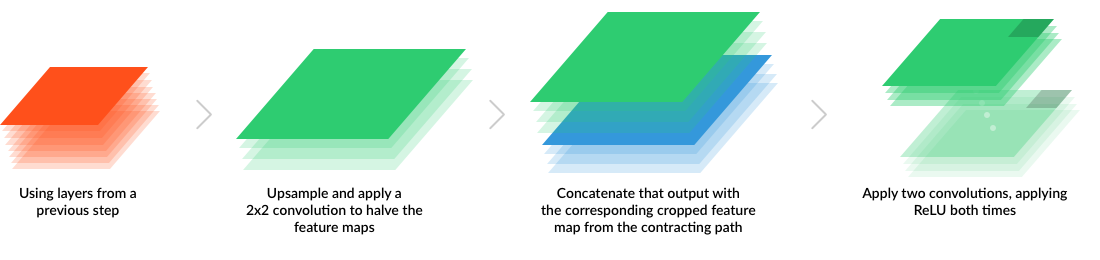 Using layers from a
previous step
Upsample and apply a
2x2 convolution to halve the
feature maps
Concatenate that output with
the corresponding cropped feature
map from the contracting path
Apply two convolutions, applying
ReLU both times